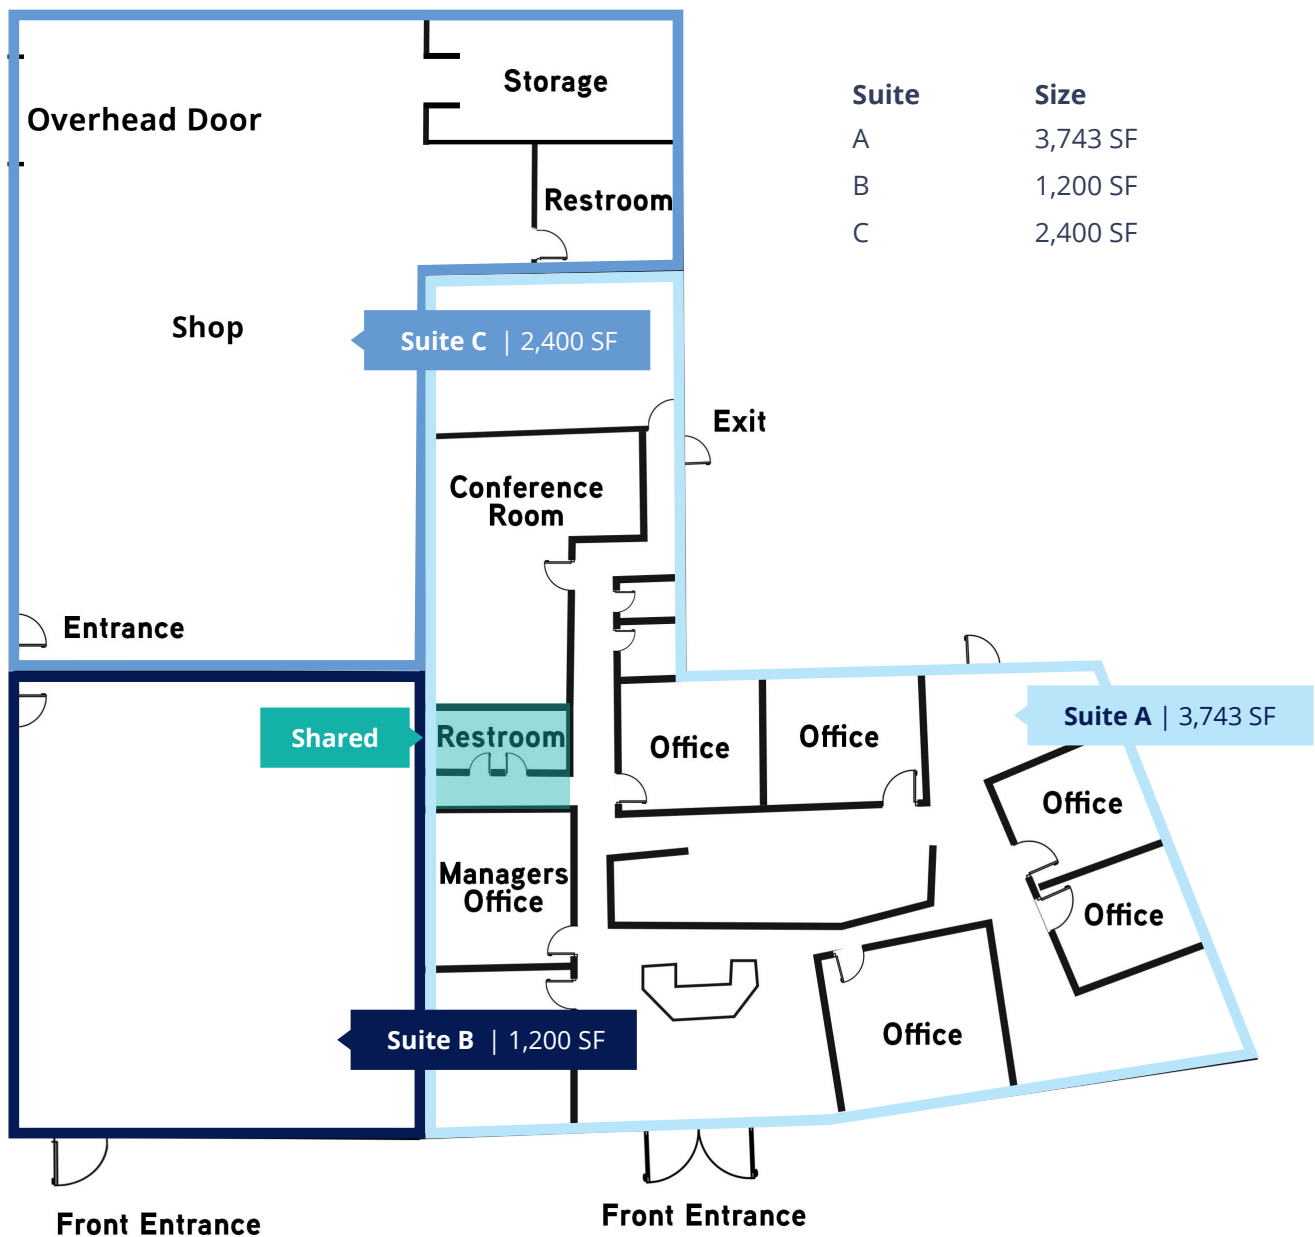 Storage
Overhead Door
Suite Size
A 3,743 SF
B 1,200 SF
C 2,400 SF
Restroom
Shop
Suite C | 2,400 SF
Exit
Conference
Room
Entrance
Shared
Restroom
Office
Office
Suite A | 3,743 SF
Office
Managers
Office
Office
Suite B | 1,200 SF
Office
Front Entrance
Front Entrance